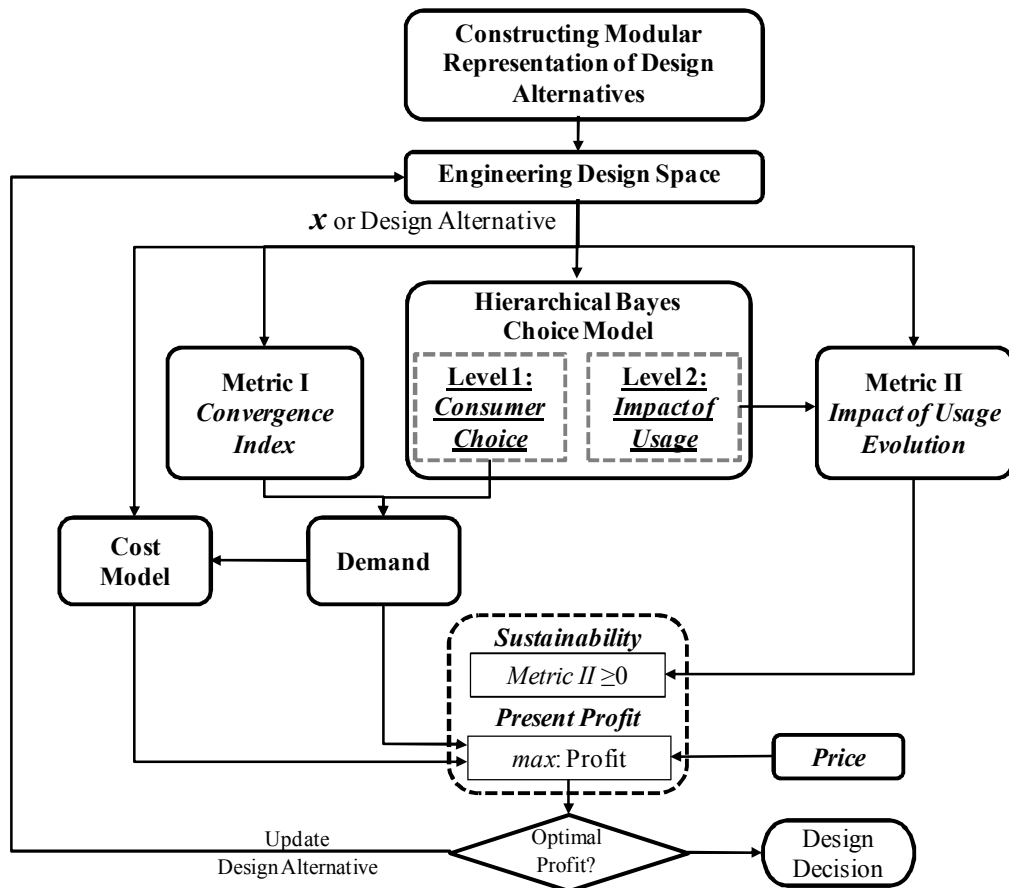 Constructing Modular
Representation of Design
Alternatives
Engineering Design Space
x or Design Alternative
Hierarchical Bayes
Choice Model
Metric I
Convergence
Index
Level 1:
Consumer
Choice
Level 2:
Impact of
Usage
Metric II
Impact of Usage
Evolution
Cost
Model
Demand
Sustainability
Metric II ≥0
Present Profit
max: Profit
Price
Update
Design Alternative
Optimal
Profit?
Design
Decision